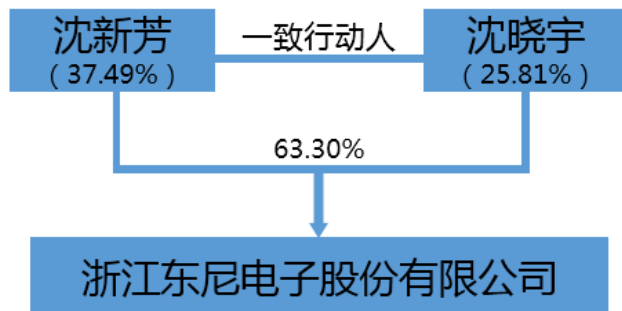 沈新芳
（37.49%）
一致行动人
沈晓宇
（25.81%）
63.30%
浙江东尼电子股份有限公司